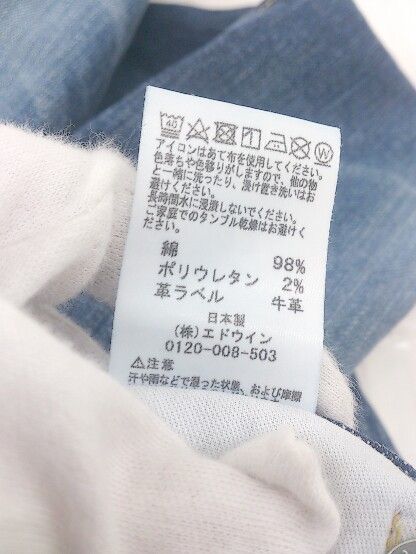 40
アイロンはあて布を使用してください。
色落ちや色移りがしますので、他の物
と一緒に洗ったり、浸け置き洗いはお
長時間水に浸漬しないでください。
ご家庭でのタンブル乾燥はお避けく
ださい。
綿 98%
ポリウレタン 2%
革ラベル 牛革
日本製
(株)エドウイン
0120-008-503
⚠注意
汗や雨などで湿った状態、および摩擦